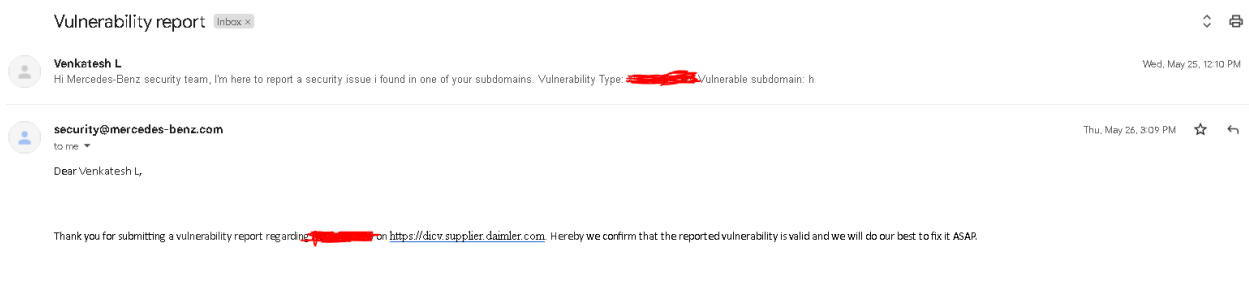 Vulnerability report Inbox ×
Venkatesh L
Wed, May 25, 12:10 PM
Hi Mercedes-Benz security team, I'm here to report a security issue i found in one of your subdomains. Vulnerability Type: Vulnerable subdomain: h
security@mercedes-benz.com
Thu, May 26, 3:09 PM
to me
Dear Venkatesh L,
Thank you for submitting a vulnerability report regarding on https://dicv.supplier.daimler.com. Hereby we confirm that the reported vulnerability is valid and we will do our best to fix it ASAP.